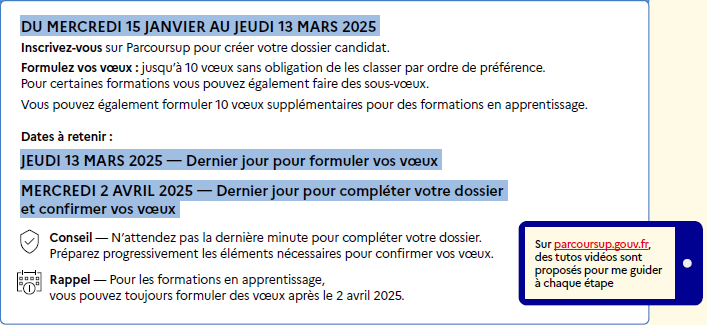 DU MERCREDI 15 JANVIER AU JEUDI 13 MARS 2025
Inscrivez-vous sur Parcoursup pour créer votre dossier candidat.
Formulez vos vœux : jusqu'à 10 vœux sans obligation de les classer par ordre de préférence.
Pour certaines formations vous pouvez également faire des sous-vœux.
Vous pouvez également formuler 10 vœux supplémentaires pour des formations en apprentissage.
Dates à retenir :
JEUDI 13 MARS 2025 — Dernier jour pour formuler vos vœux
MERCREDI 2 AVRIL 2025 — Dernier jour pour compléter votre dossier
et confirmer vos vœux
Conseil — N'attendez pas la dernière minute pour compléter votre dossier.
Préparez progressivement les éléments nécessaires pour confirmer vos vœux.
Rappel — Pour les formations en apprentissage,
vous pouvez toujours formuler des vœux après le 2 avril 2025.
Sur parcoursup.gouv.fr,
des tutos vidéos sont
proposés pour me guider
à chaque étape